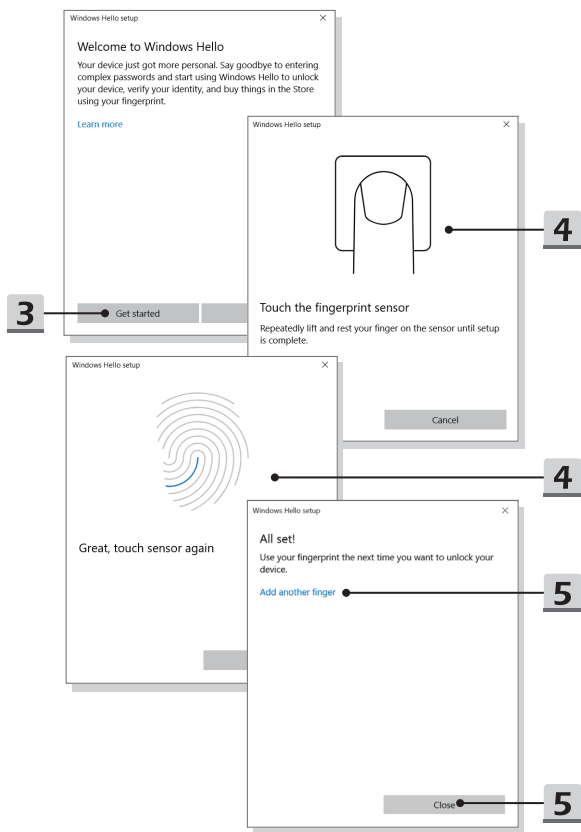 Windows Hello setup
Welcome to Windows Hello
Your device just got more personal. Say goodbye to entering
complex passwords and start using Windows Hello to unlock
your device, verify your identity, and buy things in the Store
using your fingerprint.
Learn more
3
Get started
Windows Hello setup
4
Touch the fingerprint sensor
Repeatedly lift and rest your finger on the sensor until setup
is complete.
Cancel
Windows Hello setup
4
Great, touch sensor again
Windows Hello setup
All set!
Use your fingerprint the next time you want to unlock your
device.
Add another finger
5
Close
5